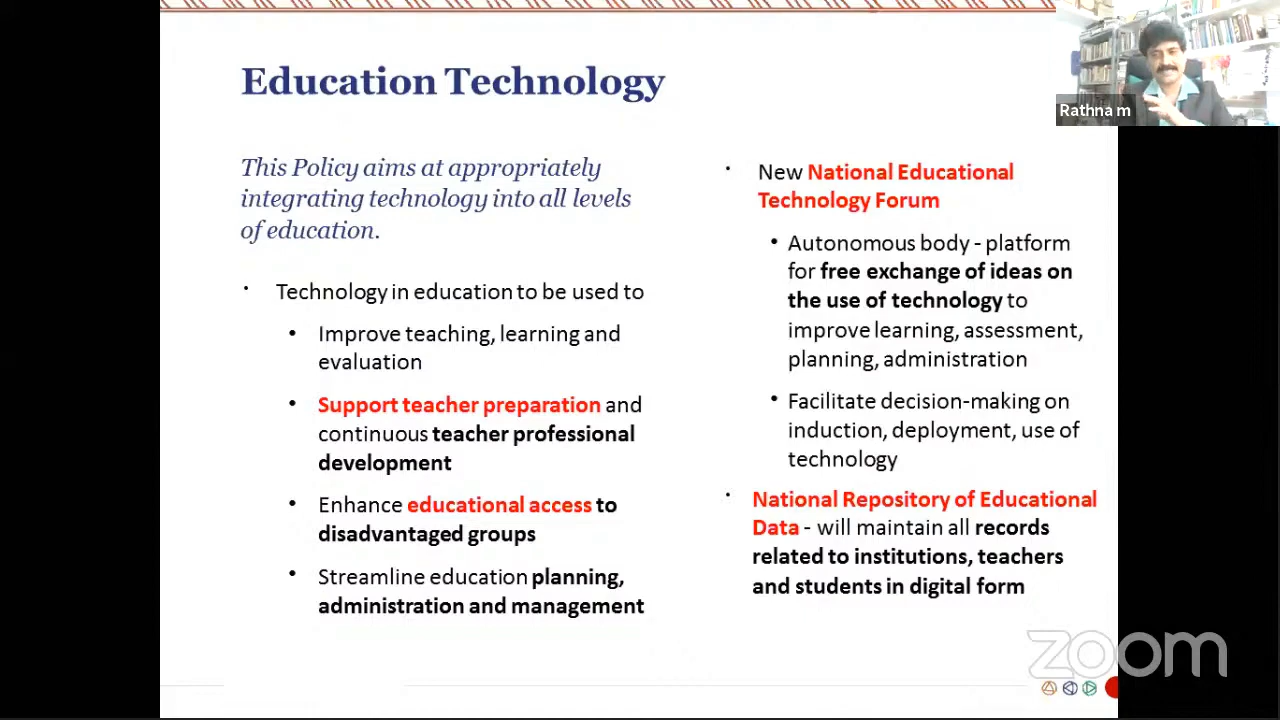 Education Technology
This Policy aims at appropriately
integrating technology into all levels
of education.
• Technology in education to be used to
• Improve teaching, learning and
evaluation
• Support teacher preparation and
continuous teacher professional
development
• Enhance educational access to
disadvantaged groups
• Streamline education planning,
administration and management
• New National Educational
Technology Forum
• Autonomous body - platform
for free exchange of ideas on
the use of technology to
improve learning, assessment,
planning, administration
• Facilitate decision-making on
induction, deployment, use of
technology
• National Repository of Educational
Data - will maintain all records
related to institutions, teachers
and students in digital form
Rathna m
zoom